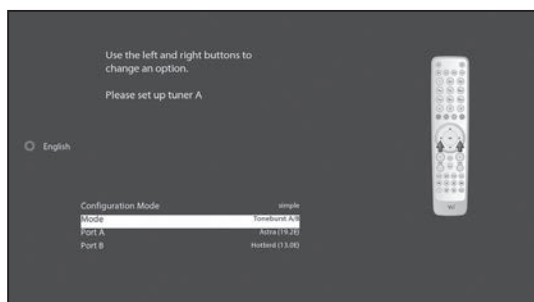 Use the left and right buttons to
change an option.
Please set up tuner A
English
Configuration Mode simple
Mode Toneburst A/B
Port A Astra (19.2E)
Port B Hotbird (13.0E)